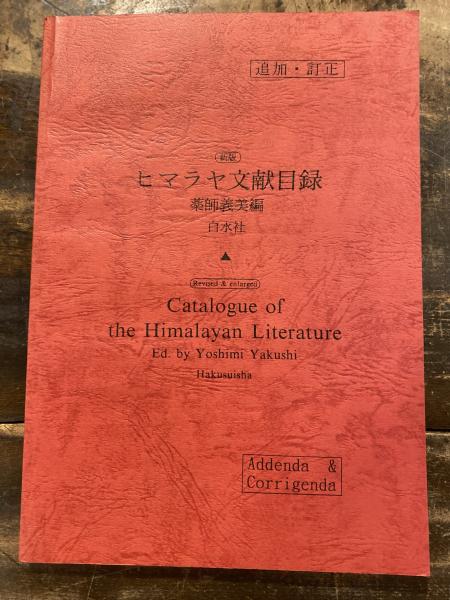 追加・訂正
新版
ヒマラヤ文献目録
薬師義美編
白水社
▲
Revised & enlarged
Catalogue of
the Himalayan Literature
Ed. by Yoshimi Yakushi
Hakusuisha
Addenda &
Corrigenda